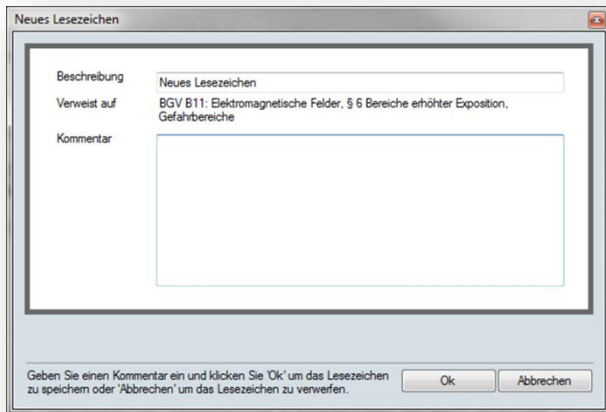 Neues Lesezeichen
Beschreibung
Neues Lesezeichen
Verweist auf
BGV B11: Elektromagnetische Felder, § 6 Bereiche erhöhter Exposition,
Gefahrbereiche
Kommentar
Geben Sie einen Kommentar ein und klicken Sie 'Ok' um das Lesezeichen
zu speichern oder 'Abbrechen' um das Lesezeichen zu verwerfen.
Ok
Abbrechen